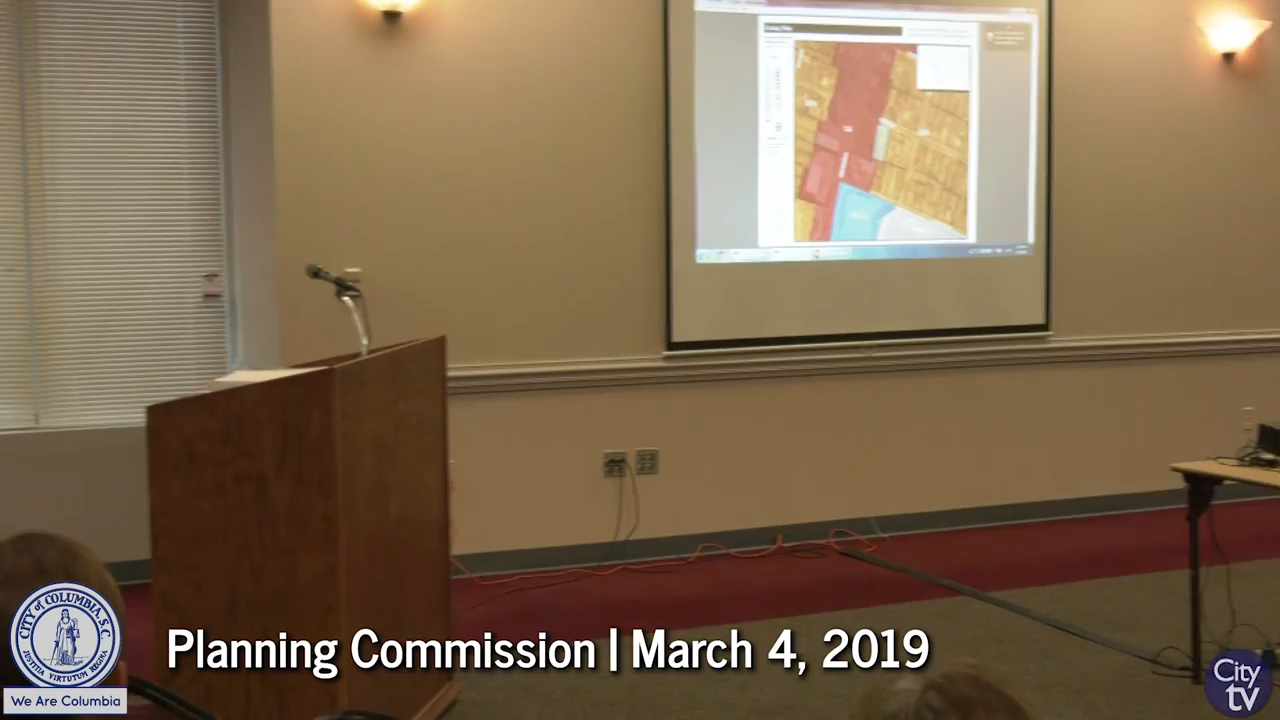 CITY of COLUMBIA, S.C.
JUSTITIA VIRTUTUM REGINA
We Are Columbia
Planning Commission | March 4, 2019
City
tv